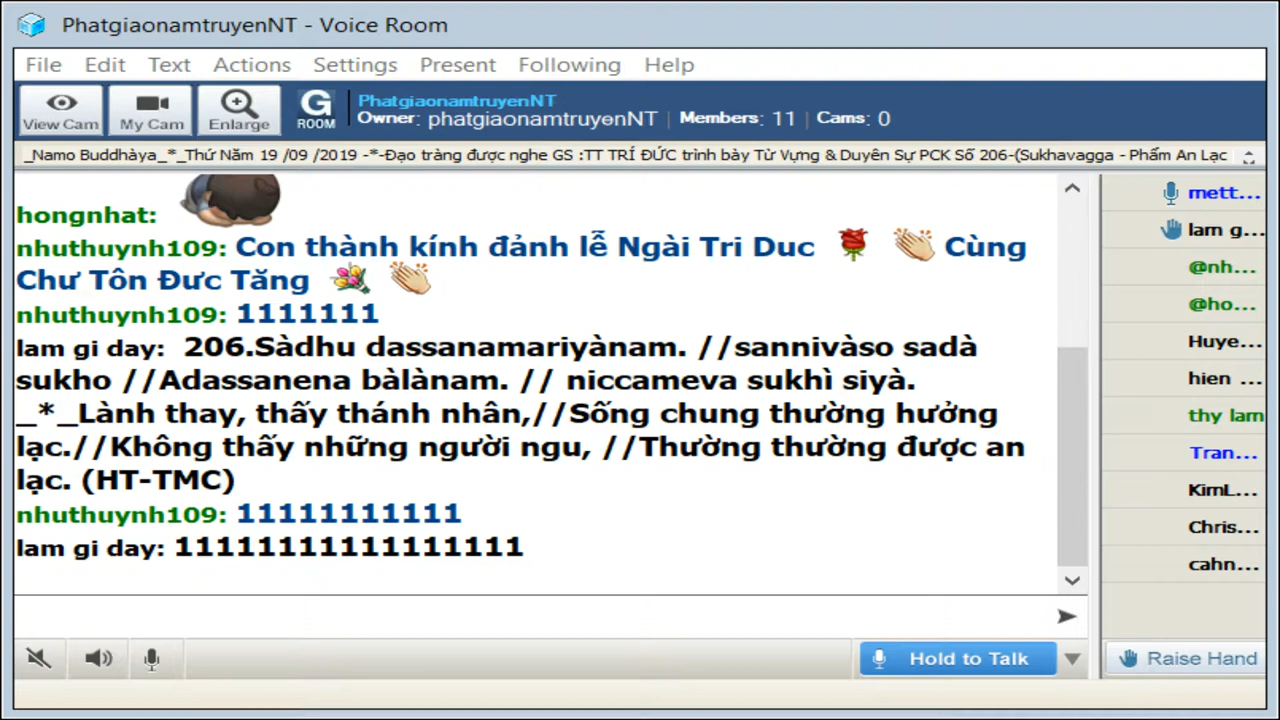 PhatgiaonamtruyenNT - Voice Room
File Edit Text Actions Settings Present Following Help
View Cam My Cam Enlarge G ROOM
PhatgiaonamtruyenNT
Owner: phatgiaonamtruyenNT | Members: 11 | Cams: 0
_Namo Buddhàya_*_Thứ Năm 19 /09 /2019 -*-Đạo tràng được nghe GS :TT TRÍ ĐỨC trình bày Từ Vựng & Duyên Sự PCK Số 206-(Sukhavagga - Phẩm An Lạc
hongnhat:
nhuthuynh109: Con thành kính đảnh lễ Ngài Tri Duc 🌹 👏 Cùng
Chư Tôn Đưc Tăng 💐 👏
nhuthuynh109: 1111111
lam gi day: 206.Sàdhu dassanamariyànam. //sannivàso sadà
sukho //Adassanena bàlànam. // niccameva sukhì siyà.
_*_Lành thay, thấy thánh nhân,//Sống chung thường hưởng
lạc.//Không thấy những người ngu, //Thường thường được an
lạc. (HT-TMC)
nhuthuynh109: 11111111111
lam gi day: 11111111111111111
mett...
lam g...
@nh...
@ho...
Huye...
hien ...
thy lam
Tran...
KimL...
Chris...
cahn...
Hold to Talk
Raise Hand